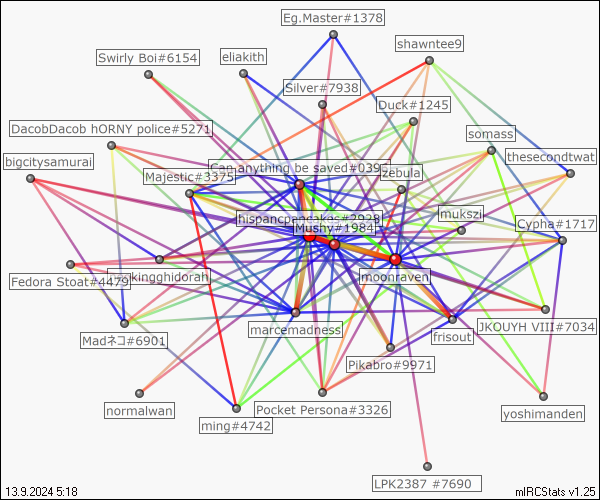 Eg.Master#1378
shawntee9
Swirly Boi#6154
eliakith
Silver#7938
Duck#1245
DacobDacob hORNY police#5271
somass
bigcitysamurai
thesecondtwat
Can anything be saved#039
Majestic#3375
zebula
hispancpencakes#2928
mukszi
Mushy#1984
Cypha#1717
kingghidorah
Fedora Stoat#4479
moonraven
marcemadness
JKOUYH VIII#7034
Madネコ#6901
frisout
Pikabro#9971
normalwan
Pocket Persona#3326
yoshimanden
ming#4742
LPK2387 #7690
13.9.2024 5:18
mIRCStats v1.25